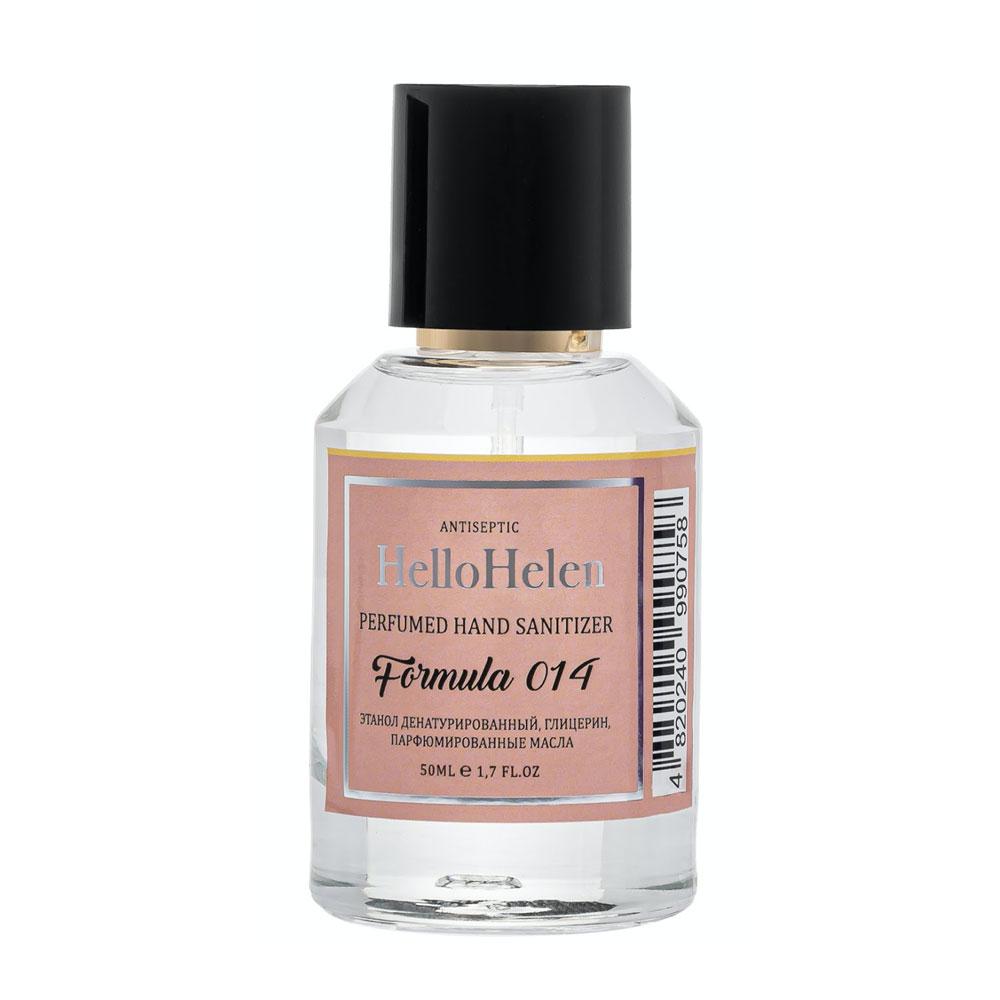 ANTISEPTIC
HelloHelen
PERFUMED HAND SANITIZER
Formula 014
ЭТАНОЛ ДЕНАТУРИРОВАННЫЙ, ГЛИЦЕРИН,
ПАРФЮМИРОВАННЫЕ МАСЛА
50ML e 1,7 FL.OZ
4 820240 990758